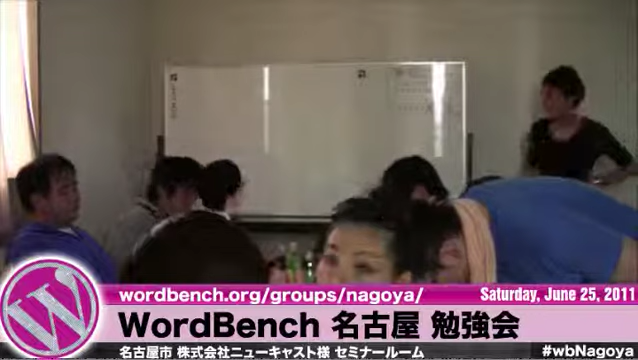 wordbench.org/groups/nagoya/
Saturday, June 25, 2011
WordBench 名古屋 勉強会
名古屋市 株式会社ニューキャスト様 セミナールーム
#wbNagoya
W